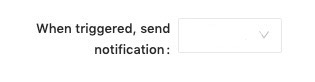 When triggered, send
notification: